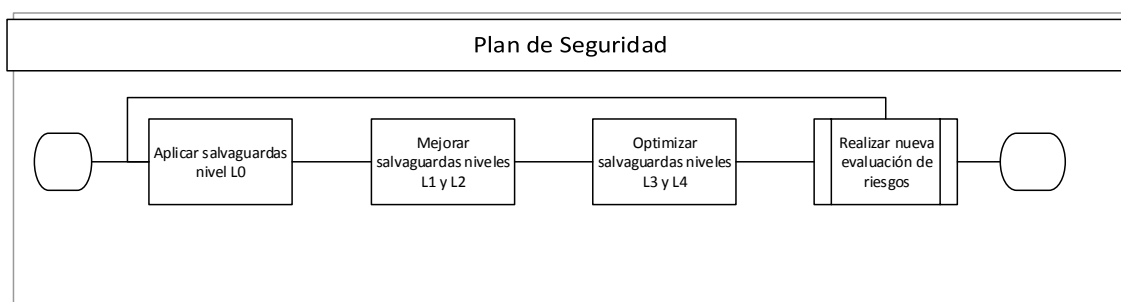 Plan de Seguridad
Aplicar salvaguardas
nivel L0
Mejorar
salvaguardas niveles
L1 y L2
Optimizar
salvaguardas niveles
L3 y L4
Realizar nueva
evaluación de
riesgos